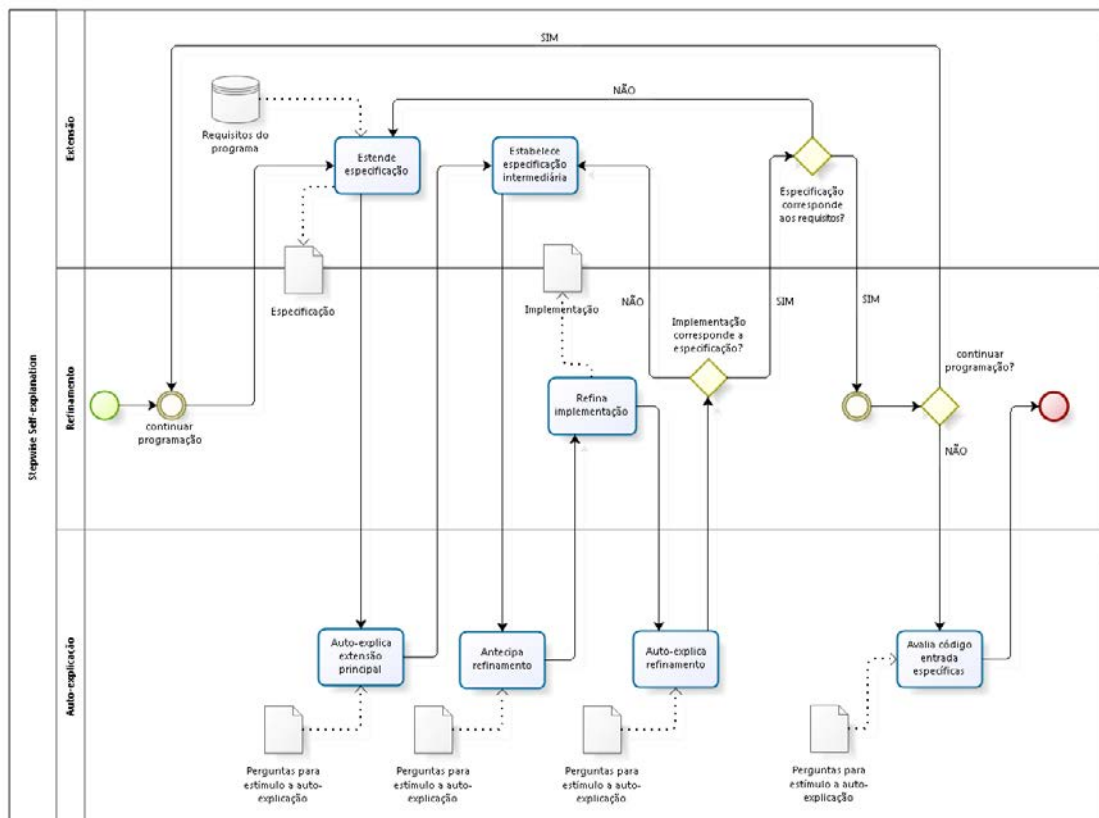 Stepwise Self-explanation
Extensão
SIM
NÃO
Requisitos do
programa
Estende
especificação
Estabelece
especificação
intermediária
Especificação
corresponde
aos requisitos?
Especificação
Implementação
Refinamento
NÃO
SIM
SIM
Implementação
corresponde a
especificação?
continuar
programação?
Refina
implementação
continuar
programação
NÃO
Auto-explicação
Auto-explica
extensão
principal
Antecipa
refinamento
Auto-explica
refinamento
Avalia código
entrada
específicas
Perguntas para
estímulo a auto-
explicação
Perguntas para
estímulo a auto-
explicação
Perguntas para
estímulo a auto-
explicação
Perguntas para
estímulo a auto-
explicação